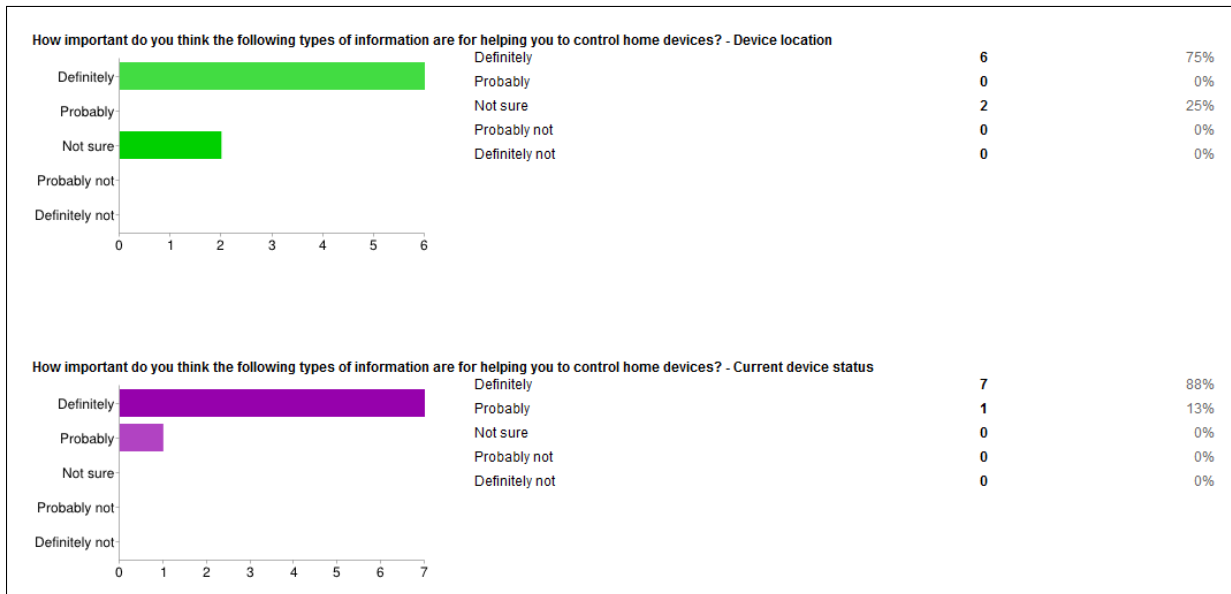 How important do you think the following types of information are for helping you to control home devices? - Device location
Definitely 6 75%
Probably 0 0%
Not sure 2 25%
Probably not 0 0%
Definitely not 0 0%
Definitely
Probably
Not sure
Probably not
Definitely not
0 1 2 3 4 5 6
How important do you think the following types of information are for helping you to control home devices? - Current device status
Definitely 7 88%
Probably 1 13%
Not sure 0 0%
Probably not 0 0%
Definitely not 0 0%
Definitely
Probably
Not sure
Probably not
Definitely not
0 1 2 3 4 5 6 7